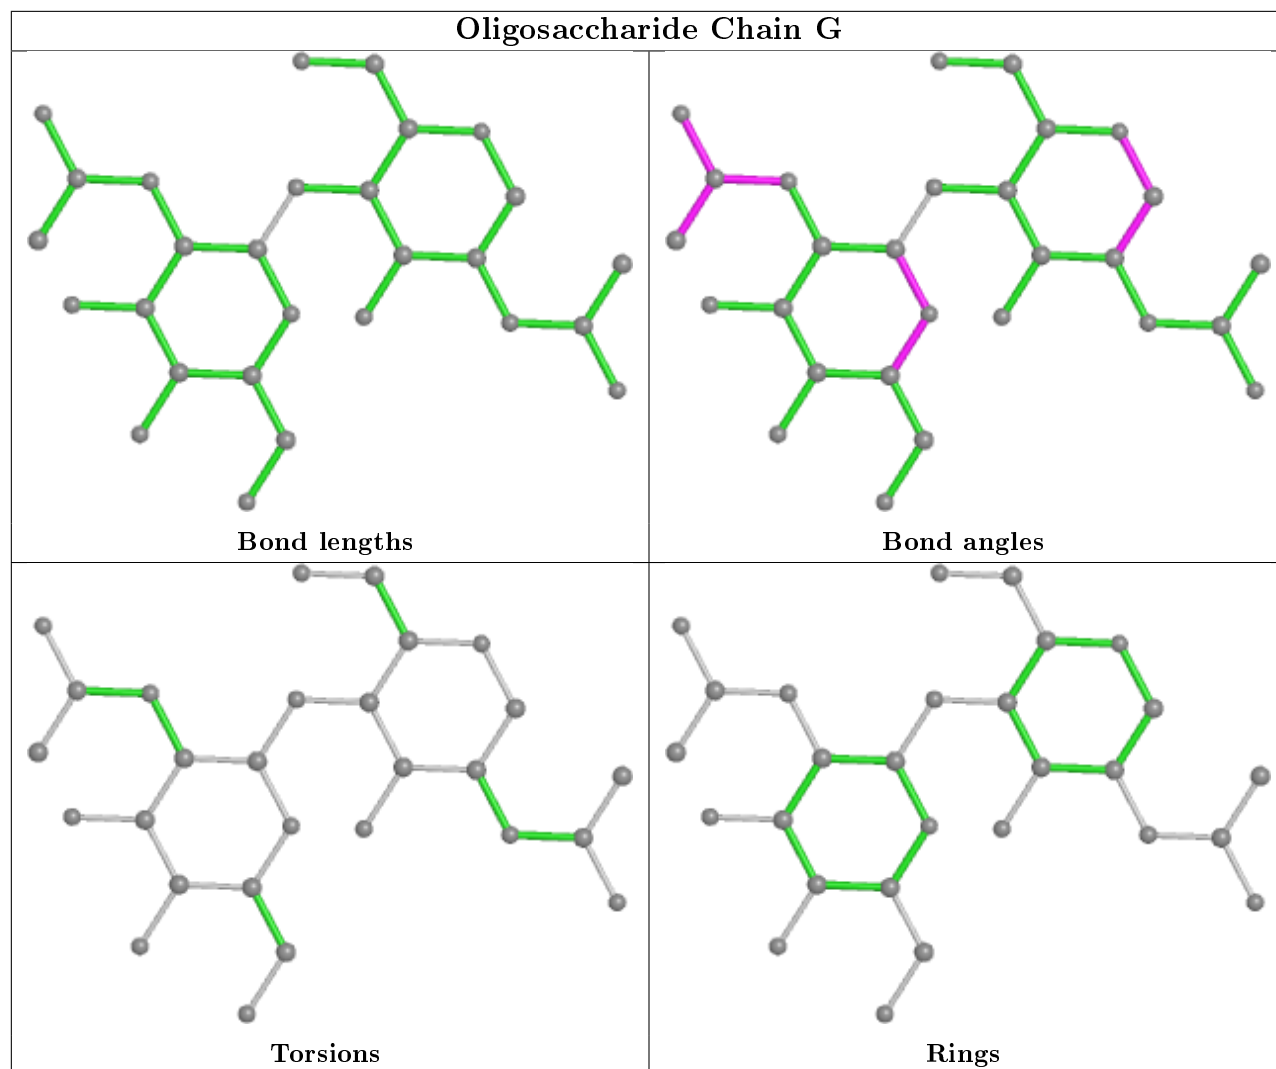 Oligosaccharide Chain G
Bond lengths
Bond angles
Torsions
Rings